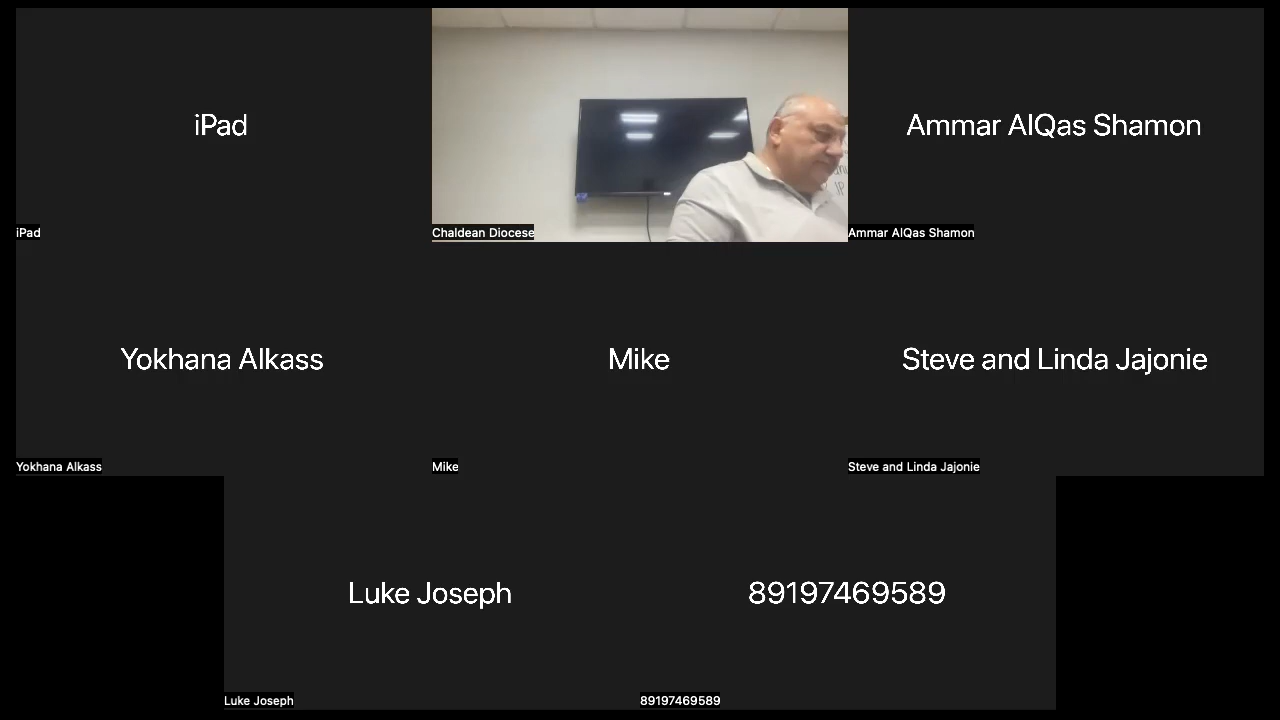 iPad
Ammar AlQas Shamon
iPad
Chaldean Diocese
Ammar AlQas Shamon
Yokhana Alkass
Mike
Steve and Linda Jajonie
Yokhana Alkass
Mike
Steve and Linda Jajonie
Luke Joseph
89197469589
Luke Joseph
89197469589